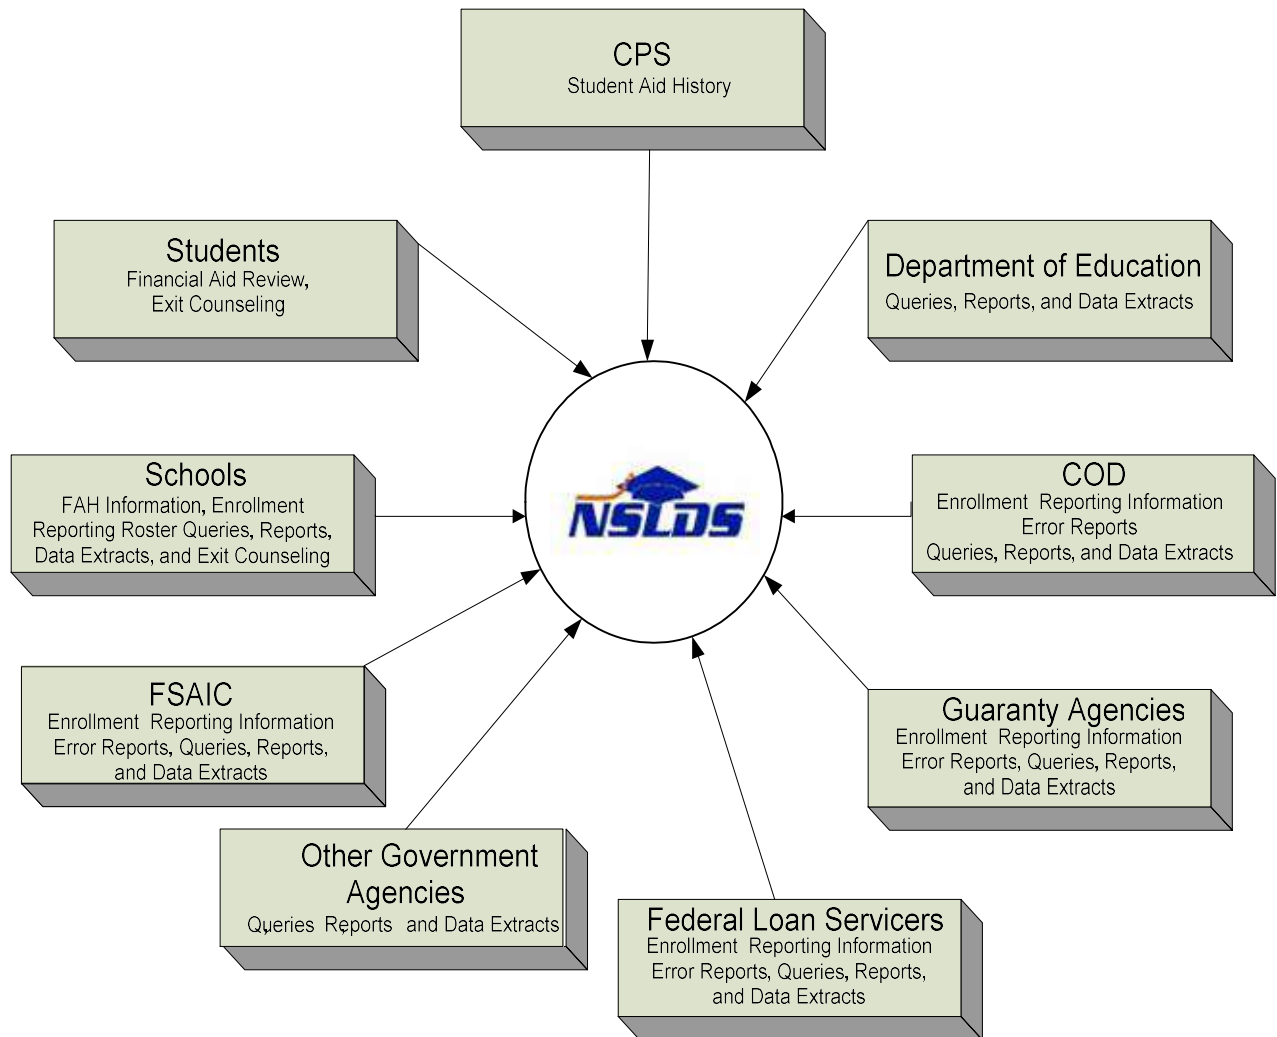 CPS
Student Aid History
Students
Financial Aid Review,
Exit Counseling
Department of Education
Queries, Reports, and Data Extracts
NSLDS
Schools
FAH Information, Enrollment
Reporting Roster Queries, Reports,
Data Extracts, and Exit Counseling
COD
Enrollment Reporting Information
Error Reports
Queries, Reports, and Data Extracts
FSAIC
Enrollment Reporting Information
Error Reports, Queries, Reports,
and Data Extracts
Guaranty Agencies
Enrollment Reporting Information
Error Reports, Queries, Reports,
and Data Extracts
Other Government
Agencies
Queries, Reports, and Data Extracts
Federal Loan Servicers
Enrollment Reporting Information
Error Reports, Queries, Reports,
and Data Extracts